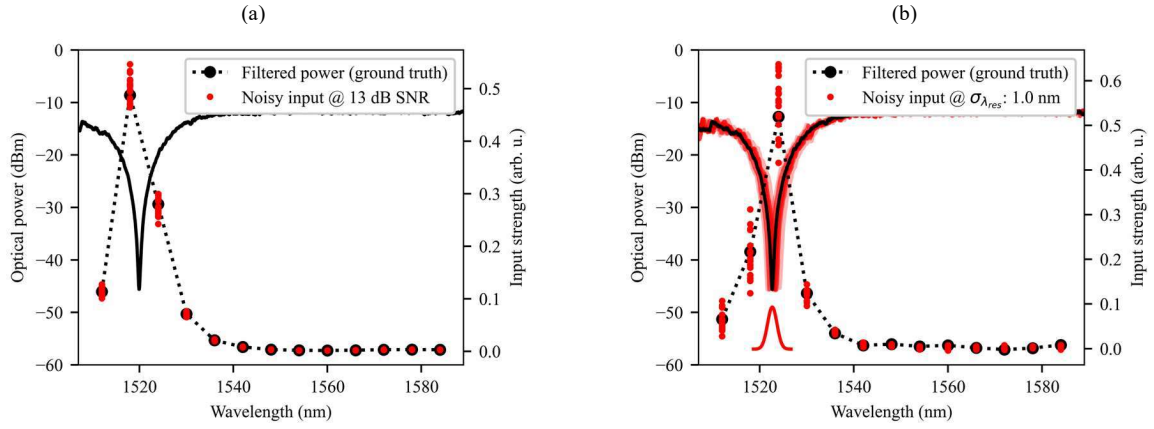 (a)
(b)
Filtered power (ground truth)
Noisy input @ 13 dB SNR
0
−10
−20
−30
−40
−50
−60
Optical power (dBm)
0.5
0.4
0.3
0.2
0.1
0.0
Input strength (arb. u.)
1520
1540
1560
1580
Wavelength (nm)
Filtered power (ground truth)
Noisy input @ σλres: 1.0 nm
0
−10
−20
−30
−40
−50
−60
Optical power (dBm)
0.6
0.5
0.4
0.3
0.2
0.1
0.0
Input strength (arb. u.)
1520
1540
1560
1580
Wavelength (nm)